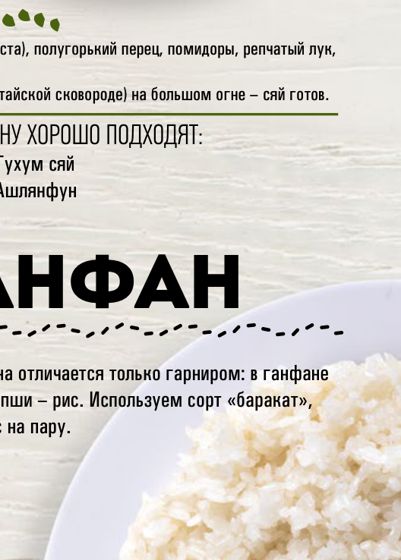 ста), полугорький перец, помидоры, репчатый лук,
тайской сковороде) на большом огне – сяй готов.
НУ ХОРОШО ПОДХОДЯТ:
Гухум сяй
Ашлянфун
АНФАН
на отличается только гарниром: в ганфане
пши – рис. Используем сорт «баракат»,
с на пару.